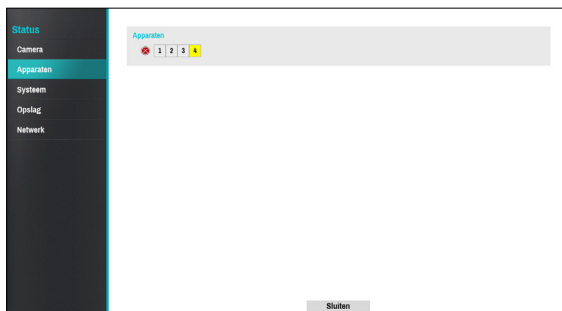 Status
Camera
Apparaten
Systeem
Opslag
Netwerk
Apparaten
1 2 3 4
Sluiten